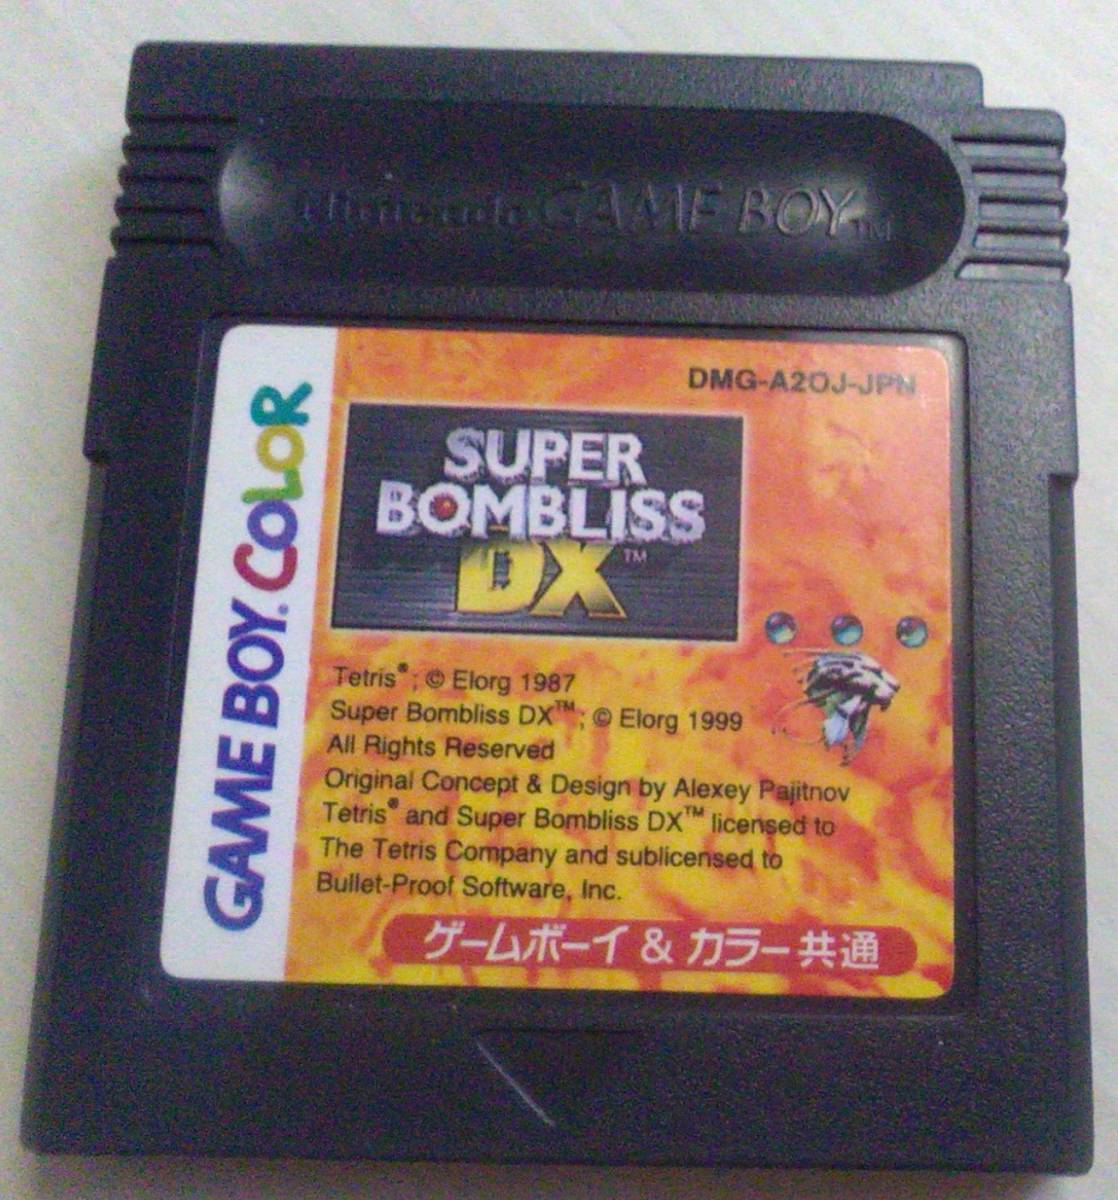 Nintendo GAME BOY™
GAME BOY COLOR
DMG-A2OJ-JPN
SUPER
BOMBLISS
DX™
Tetris®; © Elorg 1987
Super Bombliss DX™; © Elorg 1999
All Rights Reserved
Original Concept & Design by Alexey Pajitnov
Tetris® and Super Bombliss DX™ licensed to
The Tetris Company and sublicensed to
Bullet-Proof Software, Inc.
ゲームボーイ & カラー共通